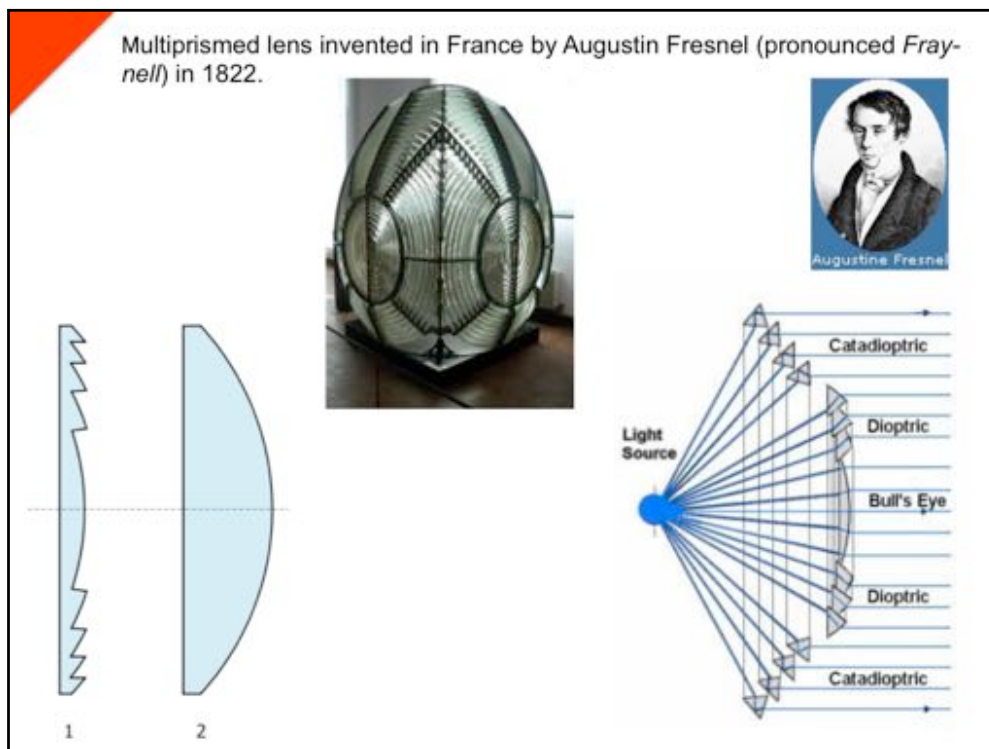 Multiprismed lens invented in France by Augustin Fresnel (pronounced Fray-
nell) in 1822.
Augustine Fresnel
Catadioptric
Dioptric
Light
Source
Bull's Eye
Dioptric
Catadioptric
1
2